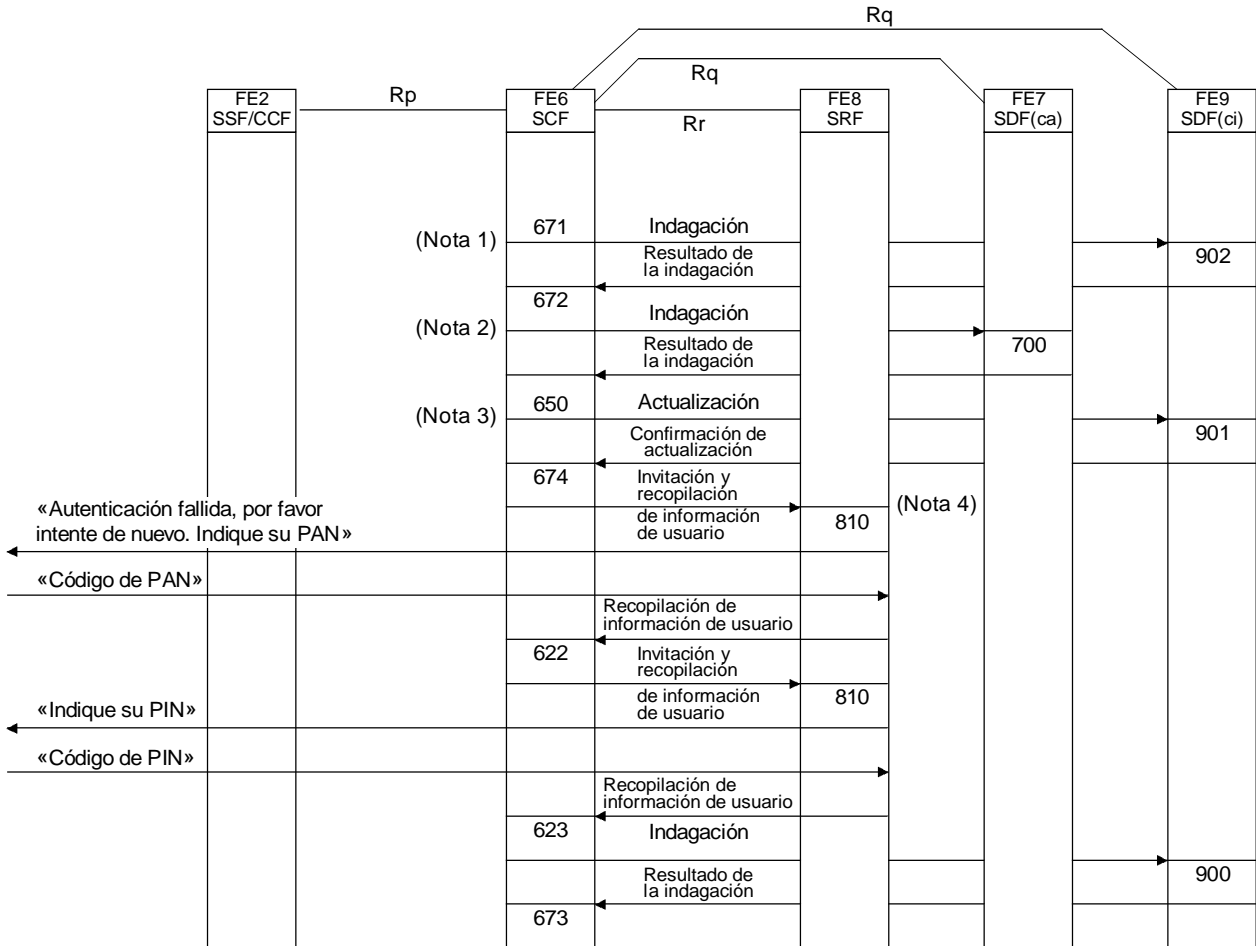 Rq
Rq
Rp
Rr
FE2
SSF/CCF
FE6
SCF
FE8
SRF
FE7
SDF(ca)
FE9
SDF(ci)
(Nota 1)
671
Indagación
902
Resultado de
la indagación
672
(Nota 2)
Indagación
700
Resultado de
la indagación
(Nota 3)
650
Actualización
901
Confirmación de
actualización
674
Invitación y
recopilación
de información
de usuario
810
(Nota 4)
«Autenticación fallida, por favor
intente de nuevo. Indique su PAN»
«Código de PAN»
Recopilación de
información de usuario
622
Invitación y
recopilación
de información
de usuario
810
«Indique su PIN»
«Código de PIN»
Recopilación de
información de usuario
623
Indagación
900
Resultado de
la indagación
673